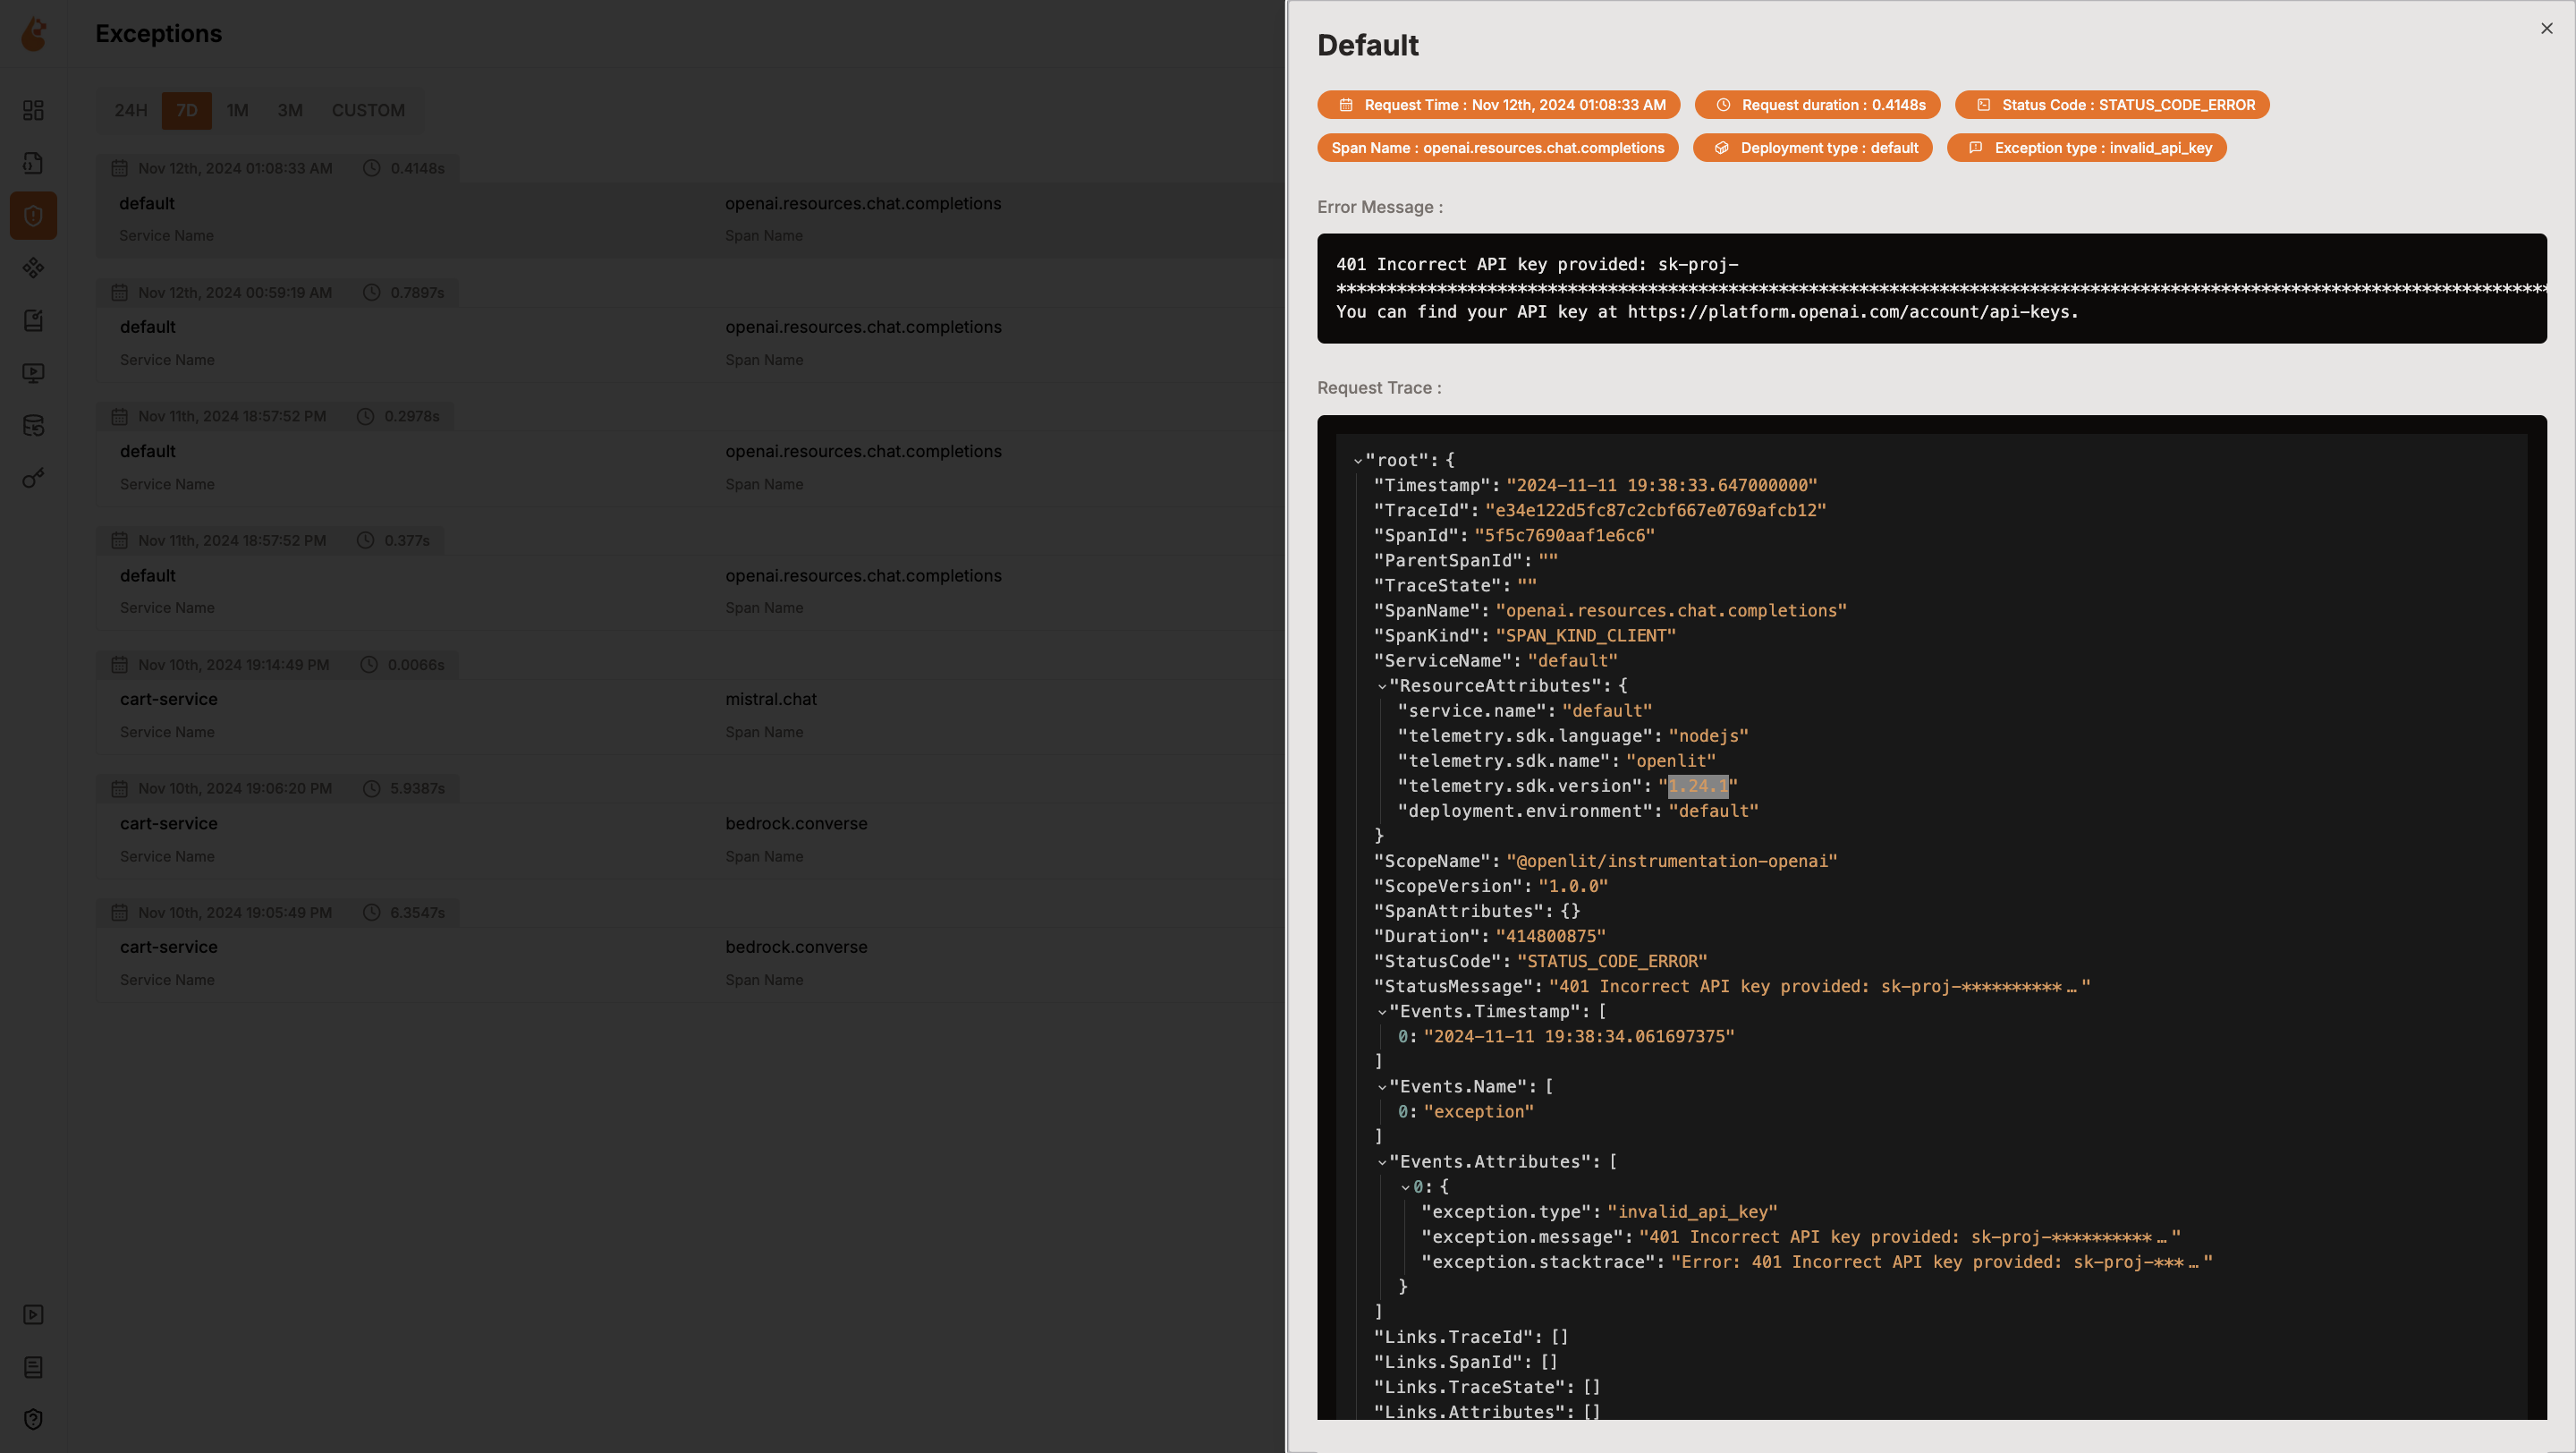 Exceptions
24H 7D 1M 3M CUSTOM
Nov 12th, 2024 01:08:33 AM 0.4148s
default openai.resources.chat.completions
Service Name Span Name
Nov 12th, 2024 00:59:19 AM 0.7897s
default openai.resources.chat.completions
Service Name Span Name
Nov 11th, 2024 18:57:52 PM 0.2978s
default openai.resources.chat.completions
Service Name Span Name
Nov 11th, 2024 18:57:52 PM 0.377s
default openai.resources.chat.completions
Service Name Span Name
Nov 10th, 2024 19:14:49 PM 0.0066s
cart-service mistral.chat
Service Name Span Name
Nov 10th, 2024 19:06:20 PM 5.9387s
cart-service bedrock.converse
Service Name Span Name
Nov 10th, 2024 19:05:49 PM 6.3547s
cart-service bedrock.converse
Service Name Span Name
Default
Request Time : Nov 12th, 2024 01:08:33 AM Request duration : 0.4148s Status Code : STATUS_CODE_ERROR
Span Name : openai.resources.chat.completions Deployment type : default Exception type : invalid_api_key
Error Message :
401 Incorrect API key provided: sk-proj-
************************************************************************************************************************
You can find your API key at https://platform.openai.com/account/api-keys.
Request Trace :
"root": {
"Timestamp": "2024-11-11 19:38:33.647000000"
"TraceId": "e34e122d5fc87c2cbf667e0769afcb12"
"SpanId": "5f5c7690aaf1e6c6"
"ParentSpanId": ""
"TraceState": ""
"SpanName": "openai.resources.chat.completions"
"SpanKind": "SPAN_KIND_CLIENT"
"ServiceName": "default"
"ResourceAttributes": {
"service.name": "default"
"telemetry.sdk.language": "nodejs"
"telemetry.sdk.name": "openlit"
"telemetry.sdk.version": "1.24.1"
"deployment.environment": "default"
}
"ScopeName": "@openlit/instrumentation-openai"
"ScopeVersion": "1.0.0"
"SpanAttributes": {}
"Duration": "414800875"
"StatusCode": "STATUS_CODE_ERROR"
"StatusMessage": "401 Incorrect API key provided: sk-proj-********** … "
"Events.Timestamp": [
0: "2024-11-11 19:38:34.061697375"
]
"Events.Name": [
0: "exception"
]
"Events.Attributes": [
0: {
"exception.type": "invalid_api_key"
"exception.message": "401 Incorrect API key provided: sk-proj-********** … "
"exception.stacktrace": "Error: 401 Incorrect API key provided: sk-proj-*** … "
}
]
"Links.TraceId": []
"Links.SpanId": []
"Links.TraceState": []
"Links.Attributes": []